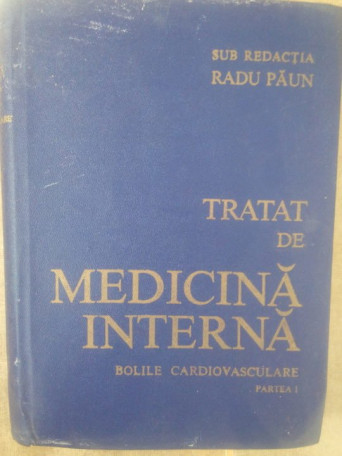 SUB REDACȚIA
RADU PĂUN
TRATAT
DE
MEDICINĂ
INTERNĂ
BOLILE CARDIOVASCULARE
PARTEA I